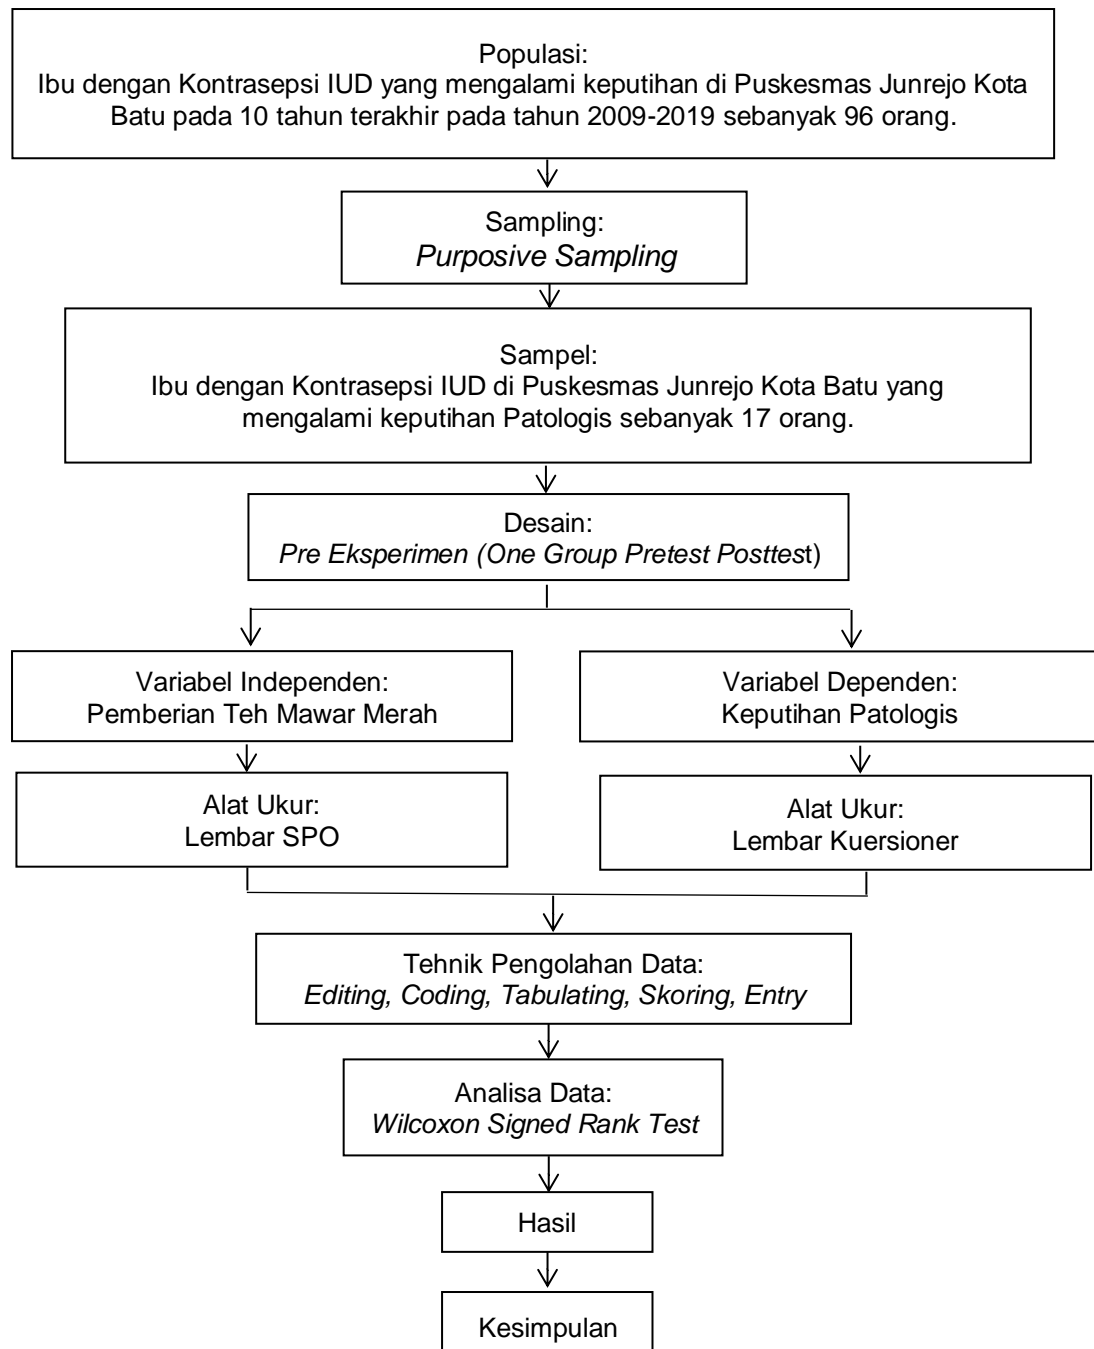 Populasi:
Ibu dengan Kontrasepsi IUD yang mengalami keputihan di Puskesmas Junrejo Kota
Batu pada 10 tahun terakhir pada tahun 2009-2019 sebanyak 96 orang.
Sampling:
Purposive Sampling
Sampel:
Ibu dengan Kontrasepsi IUD di Puskesmas Junrejo Kota Batu yang
mengalami keputihan Patologis sebanyak 17 orang.
Desain:
Pre Eksperimen (One Group Pretest Posttest)
Variabel Independen:
Pemberian Teh Mawar Merah
Variabel Dependen:
Keputihan Patologis
Alat Ukur:
Lembar SPO
Alat Ukur:
Lembar Kuersioner
Tehnik Pengolahan Data:
Editing, Coding, Tabulating, Skoring, Entry
Analisa Data:
Wilcoxon Signed Rank Test
Hasil
Kesimpulan